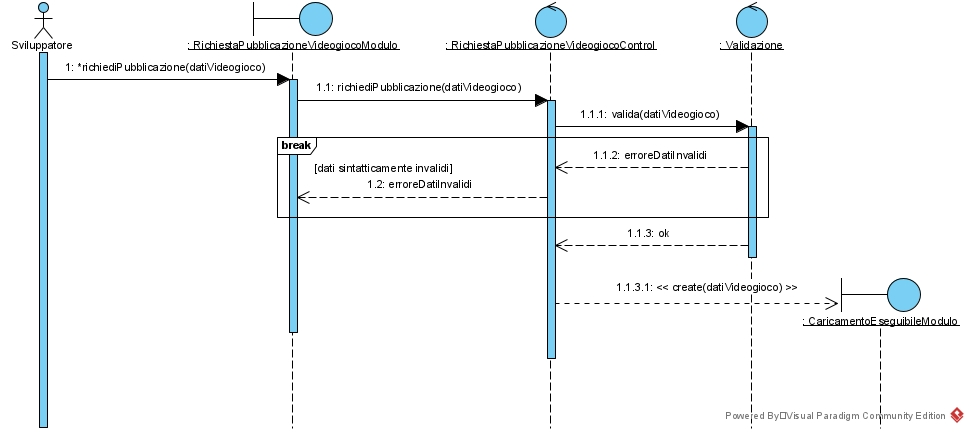 Sviluppatore
: RichiestaPubblicazioneVideogiocoModulo
: RichiestaPubblicazioneVideogiocoControl
: Validazione
1: *richiediPubblicazione(datiVideogioco)
1.1: richiediPubblicazione(datiVideogioco)
1.1.1: valida(datiVideogioco)
break
1.1.2: erroreDatiInvalidi
[dati sintatticamente invalidi]
1.2: erroreDatiInvalidi
1.1.3: ok
1.1.3.1: << create(datiVideogioco) >>
: CaricamentoEseguibileModulo
Powered By□Visual Paradigm Community Edition